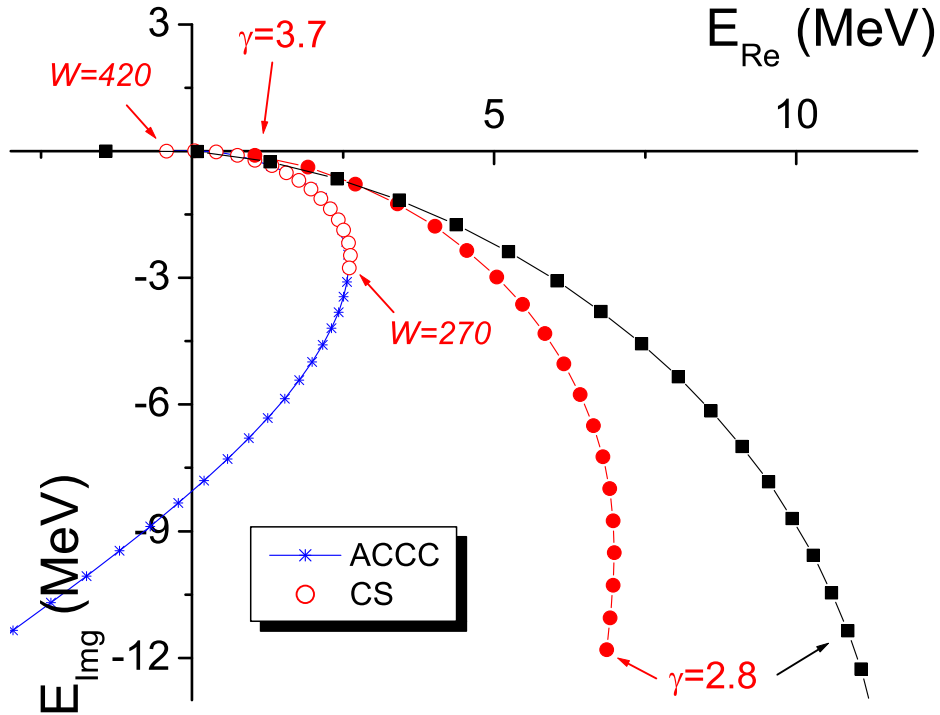 3
γ=3.7
E_Re (MeV)
W=420
5
10
-3
W=270
-6
-9
ACCC
CS
-12
γ=2.8
E_Img (MeV)